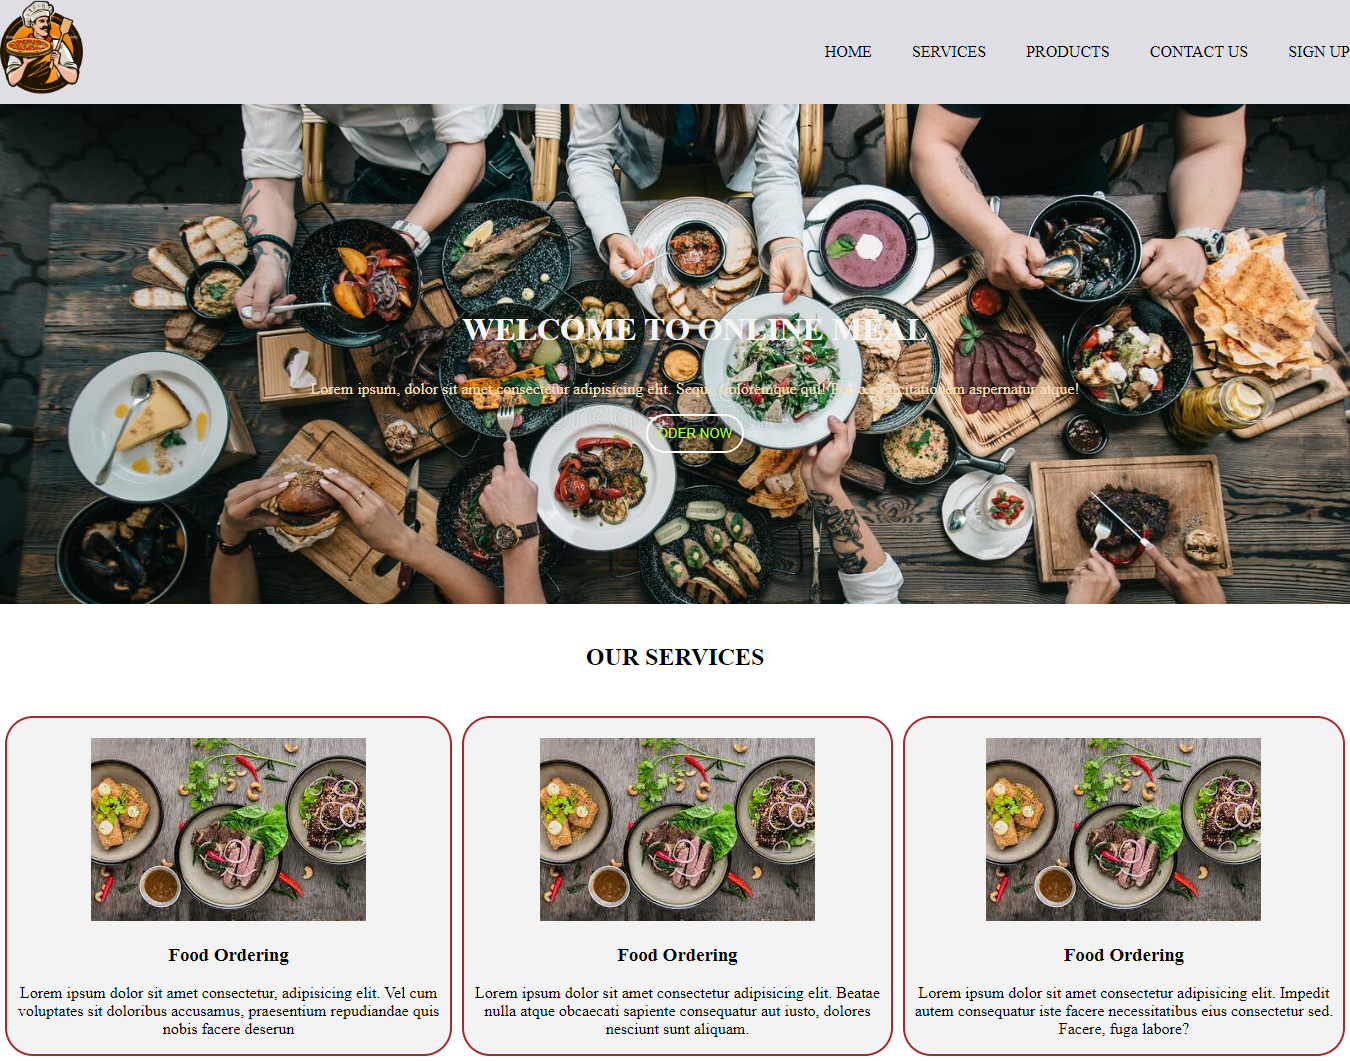 HOME SERVICES PRODUCTS CONTACT US SIGN UP
WELCOME TO ONLINE MEAL
Lorem ipsum, dolor sit amet consectetur adipisicing elit. Sequi doloremque qui! aspernatur atque!
ODER NOW
OUR SERVICES
Food Ordering
Lorem ipsum dolor sit amet consectetur, adipisicing elit. Vel cum
voluptates sit doloribus accusamus, praesentium repudiandae quis
nobis facere deserun
Food Ordering
Lorem ipsum dolor sit amet consectetur adipisicing elit. Beatae
nulla atque obcaecati sapiente consequatur aut iusto, dolores
nesciunt sunt aliquam.
Food Ordering
Lorem ipsum dolor sit amet consectetur adipisicing elit. Impedit
autem consequatur iste facere necessitatibus eius consectetur sed.
Facere, fuga labore?